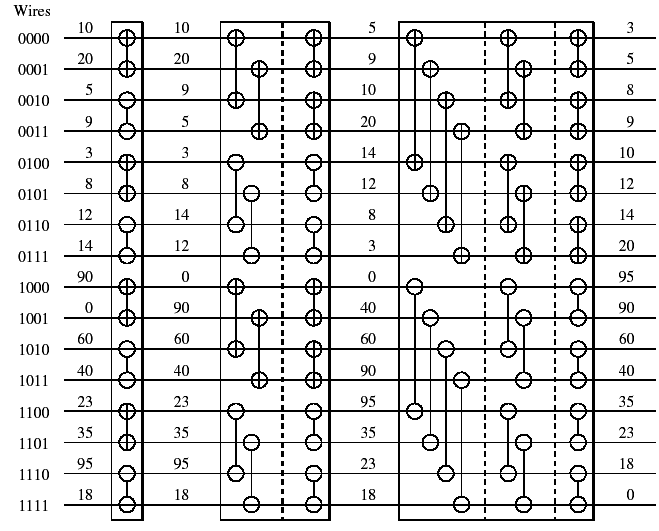 Wires
0000 10 10 5 3
0001 20 20 9 5
0010 5 9 10 8
0011 9 5 20 9
0100 3 3 14 10
0101 8 8 12 12
0110 12 14 8 14
0111 14 12 3 20
1000 90 0 0 95
1001 0 90 40 90
1010 60 60 60 60
1011 40 40 90 40
1100 23 23 95 35
1101 35 35 35 23
1110 95 95 23 18
1111 18 18 18 0